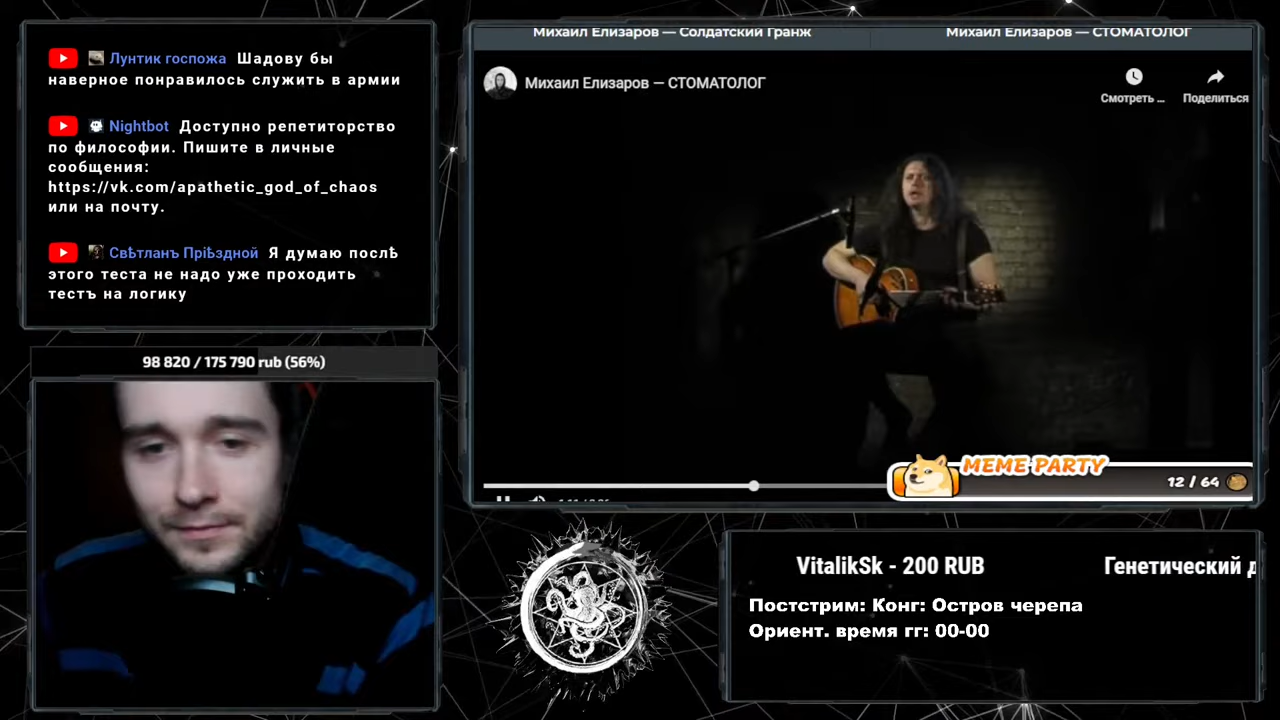 Лунтик госпожа Шадову бы
наверное понравилось служить в армии
Nightbot Доступно репетиторство
по философии. Пишите в личные
сообщения:
https://vk.com/apathetic_god_of_chaos
или на почту.
Свѣтланъ Прiѣздной Я думаю послѣ
этого теста не надо уже проходить
тестъ на логику
98 820 / 175 790 rub (56%)
Михаил Елизаров — Солдатский Гранж
Михаил Елизаров — СТОМАТОЛОГ
Михаил Елизаров — СТОМАТОЛОГ
Смотреть ...
Поделиться
MEME PARTY
12 / 64
VitalikSk - 200 RUB
Генетический д
Постстрим: Конг: Остров черепа
Ориент. время гг: 00-00